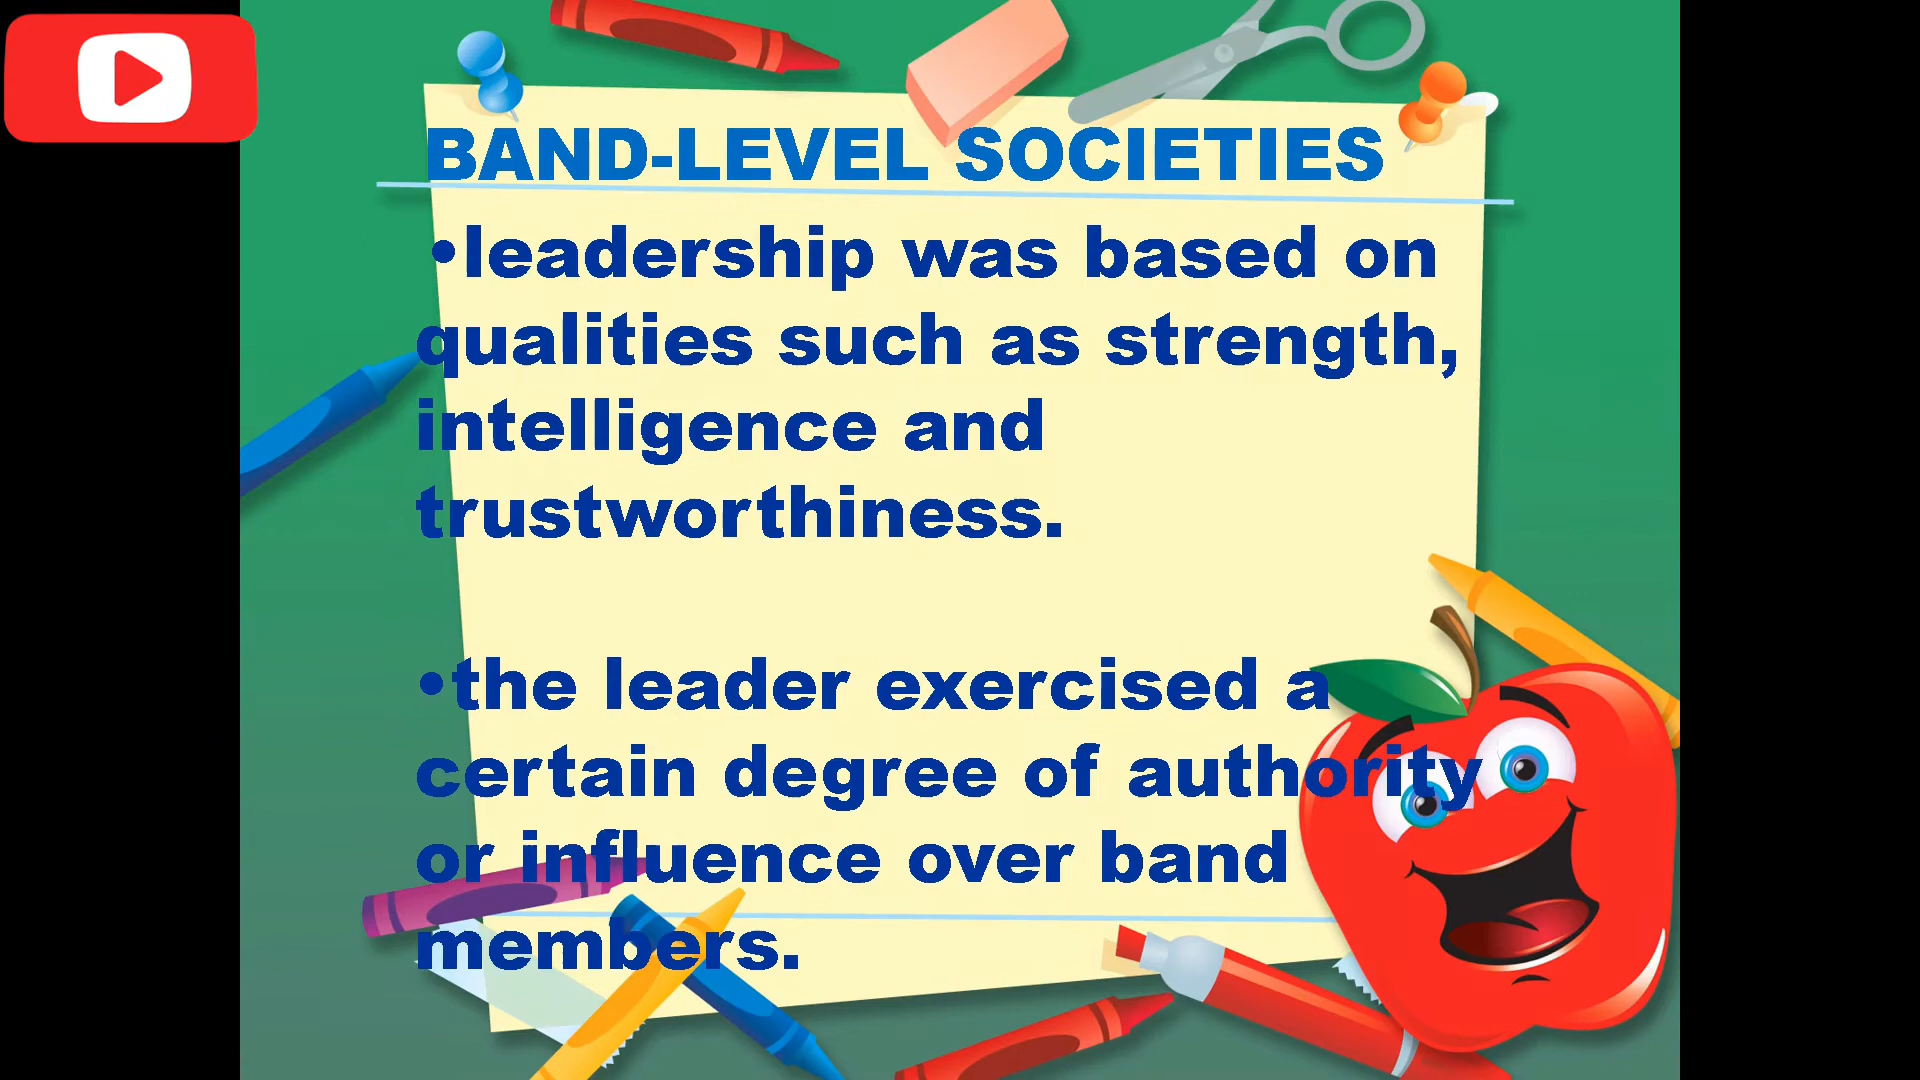 BAND-LEVEL SOCIETIES
•leadership was based on
qualities such as strength,
intelligence and
trustworthiness.
•the leader exercised a
certain degree of authority
or influence over band
members.